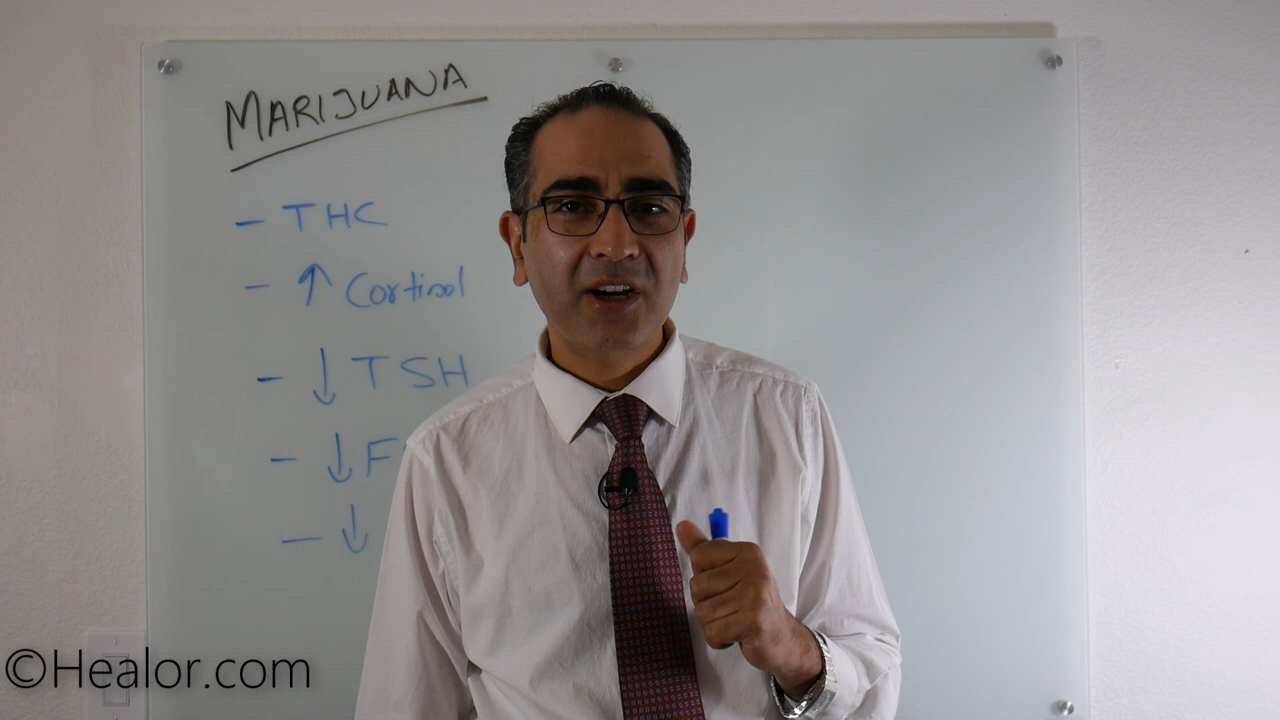 MARIJUANA
- THC
- ↑ Cortisol
- ↓ TSH
- ↓ F
- ↓
©Healor.com